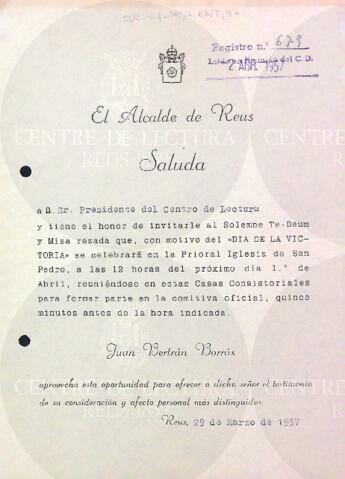 Registro n.º 679
2 ABR. 1957
El Alcalde de Reus
CENTRE DE LECTURA
REUS
Saluda
a D. Sr. Presidente del Centro de Lectura
y tiene el honor de invitarle al Solemne Te-Deum
y Misa rezada que, con motivo del «DIA DE LA VIC-
TORIA» se celebrará en la Prioral Iglesia de San
Pedro, a las 12 horas del próximo día 1.º de
Abril, reuniéndose en estas Casas Consistoriales
para formar parte en la comitiva oficial, quince
minutos antes de la hora indicada.
Juan Bertrán Borrás
aprovecha esta oportunidad para ofrecer a dicho señor el testimonio
de su consideración y afecto personal más distinguidos.
Reus, 29 de Marzo de 1957